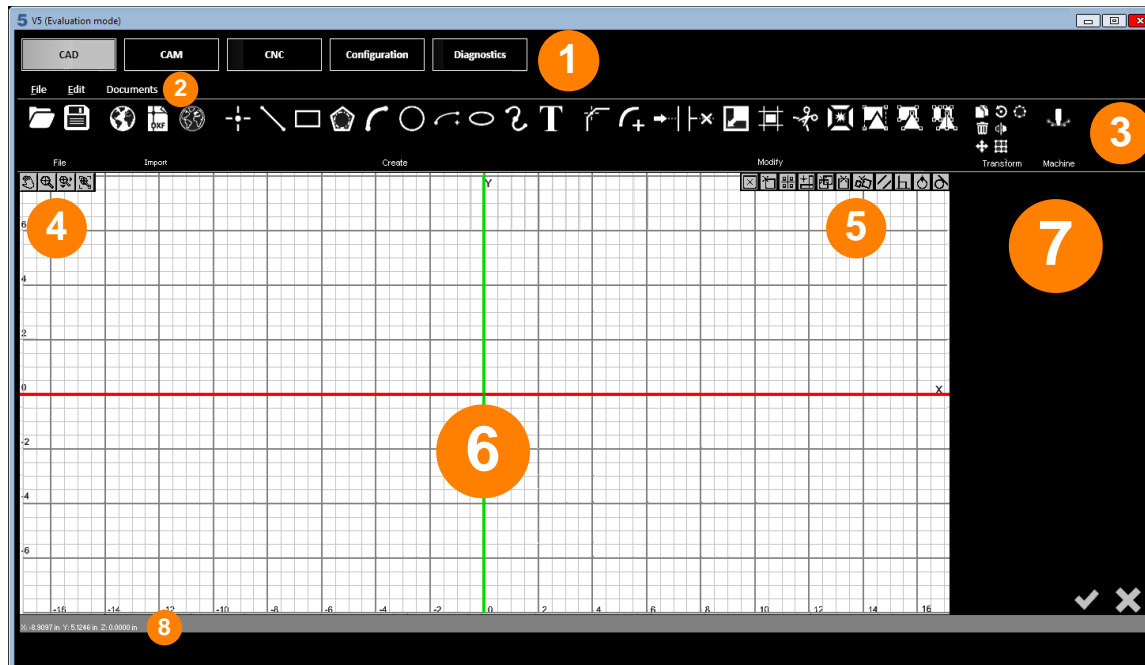 5 V5 (Evaluation mode)
CAD CAM CNC Configuration Diagnostics 1
File Edit Documents 2
DXF T 3
File Import Create Modify Transform Machine
Y
4 5 7
6
4
2
0 X
-2
6
-4
-6
-16 -14 -12 -10 -8 -6 -4 -2 0 2 4 6 8 10 12 14 16
X: -8.9097 in Y: 5.1246 in Z: 0.0000 in 8